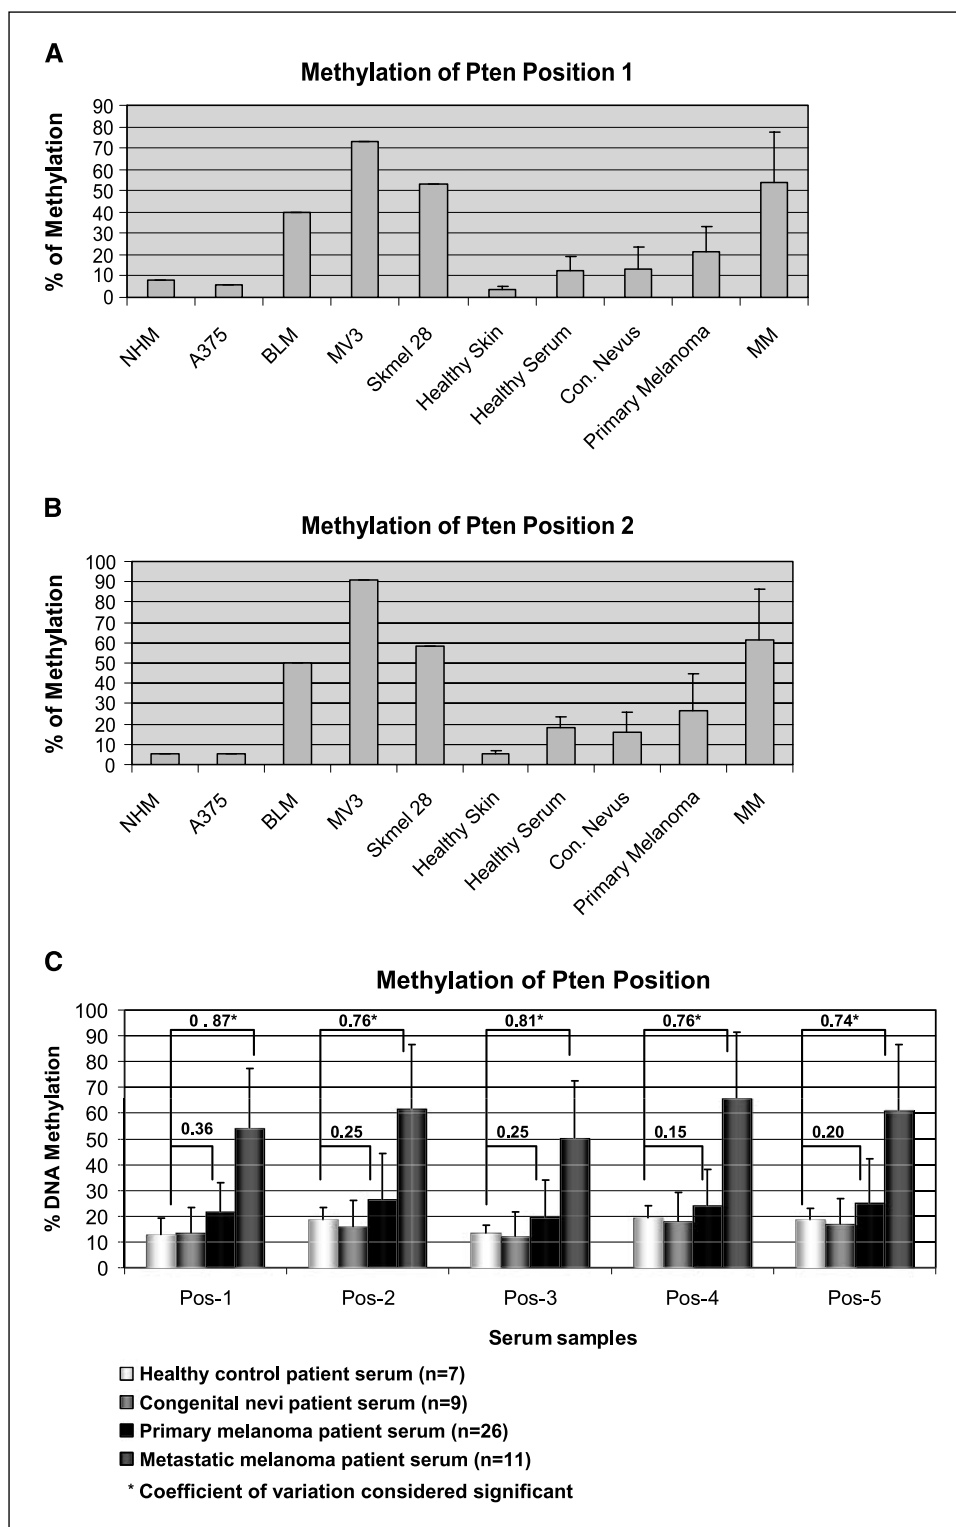 A
Methylation of Pten Position 1
% of Methylation
90
80
70
60
50
40
30
20
10
0
NHM
A375
BLM
MV3
Skmel 28
Healthy Skin
Healthy Serum
Con. Nevus
Primary Melanoma
MM
B
Methylation of Pten Position 2
% of Methylation
100
90
80
70
60
50
40
30
20
10
0
NHM
A375
BLM
MV3
Skmel 28
Healthy Skin
Healthy Serum
Con. Nevus
Primary Melanoma
MM
C
Methylation of Pten Position
% DNA Methylation
100
90
80
70
60
50
40
30
20
10
0
0 . 87*
0.76*
0.81*
0.76*
0.74*
0.36
0.25
0.25
0.15
0.20
Pos-1
Pos-2
Pos-3
Pos-4
Pos-5
Serum samples
Healthy control patient serum (n=7)
Congenital nevi patient serum (n=9)
Primary melanoma patient serum (n=26)
Metastatic melanoma patient serum (n=11)
* Coefficient of variation considered significant